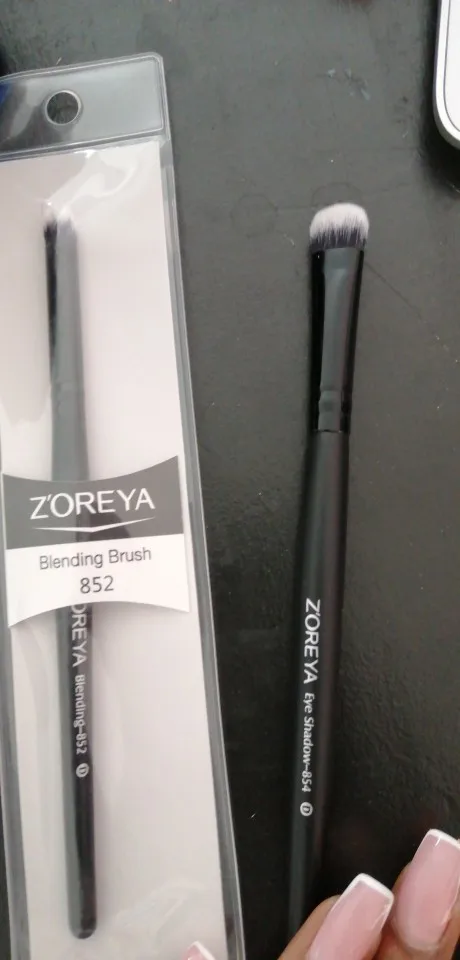 Z'OREYA
Blending Brush
852
OREYA Blending-852
Z'OREYA Eye Shadow-854